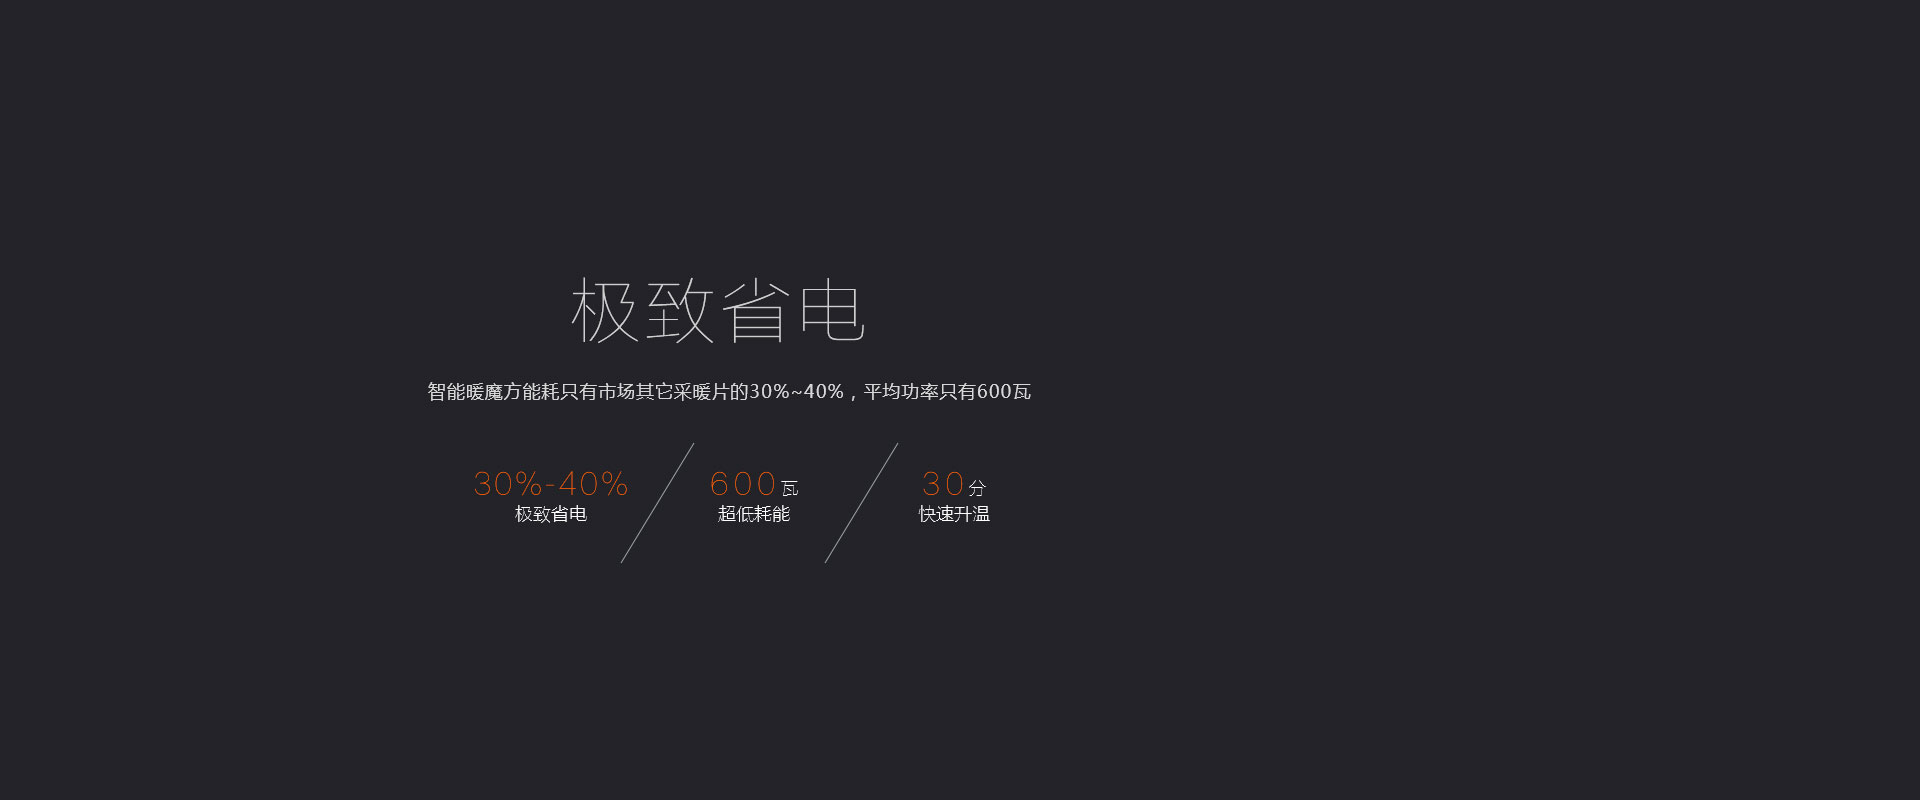 极致省电
智能暖魔方能耗只有市场其它采暖片的30%~40%，平均功率只有600瓦
30%-40%
极致省电
600瓦
超低耗能
30分
快速升温